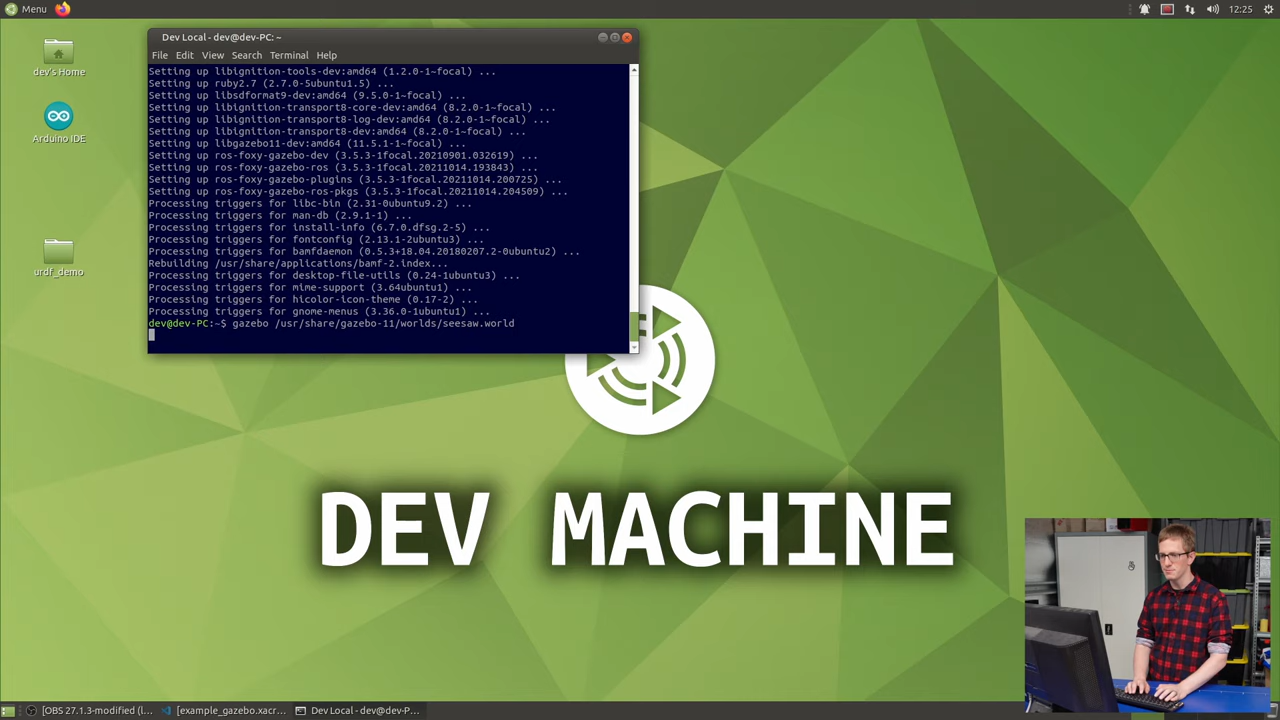 Menu
12:25
dev's Home
Arduino IDE
urdf_demo
Dev Local - dev@dev-PC: ~
File Edit View Search Terminal Help
Setting up libignition-tools-dev:amd64 (1.2.0-1~focal) ...
Setting up ruby2.7 (2.7.0-5ubuntu1.5) ...
Setting up libsdformat9-dev:amd64 (9.5.0-1~focal) ...
Setting up libignition-transport8-core-dev:amd64 (8.2.0-1~focal) ...
Setting up libignition-transport8-log-dev:amd64 (8.2.0-1~focal) ...
Setting up libignition-transport8-dev:amd64 (8.2.0-1~focal) ...
Setting up libgazebo11-dev:amd64 (11.5.1-1~focal) ...
Setting up ros-foxy-gazebo-dev (3.5.3-1focal.20210901.032619) ...
Setting up ros-foxy-gazebo-ros (3.5.3-1focal.20211014.193843) ...
Setting up ros-foxy-gazebo-plugins (3.5.3-1focal.20211014.200725) ...
Setting up ros-foxy-gazebo-ros-pkgs (3.5.3-1focal.20211014.204509) ...
Processing triggers for libc-bin (2.31-0ubuntu9.2) ...
Processing triggers for man-db (2.9.1-1) ...
Processing triggers for install-info (6.7.0.dfsg.2-5) ...
Processing triggers for fontconfig (2.13.1-2ubuntu3) ...
Processing triggers for bamfdaemon (0.5.3+18.04.20180207.2-0ubuntu2) ...
Rebuilding /usr/share/applications/bamf-2.index...
Processing triggers for desktop-file-utils (0.24-1ubuntu3) ...
Processing triggers for mime-support (3.64ubuntu1) ...
Processing triggers for hicolor-icon-theme (0.17-2) ...
Processing triggers for gnome-menus (3.36.0-1ubuntu1) ...
dev@dev-PC:~$ gazebo /usr/share/gazebo-11/worlds/seesaw.world
DEV MACHINE
[OBS 27.1.3-modified (l...
[example_gazebo.xacr...
Dev Local - dev@dev-P...